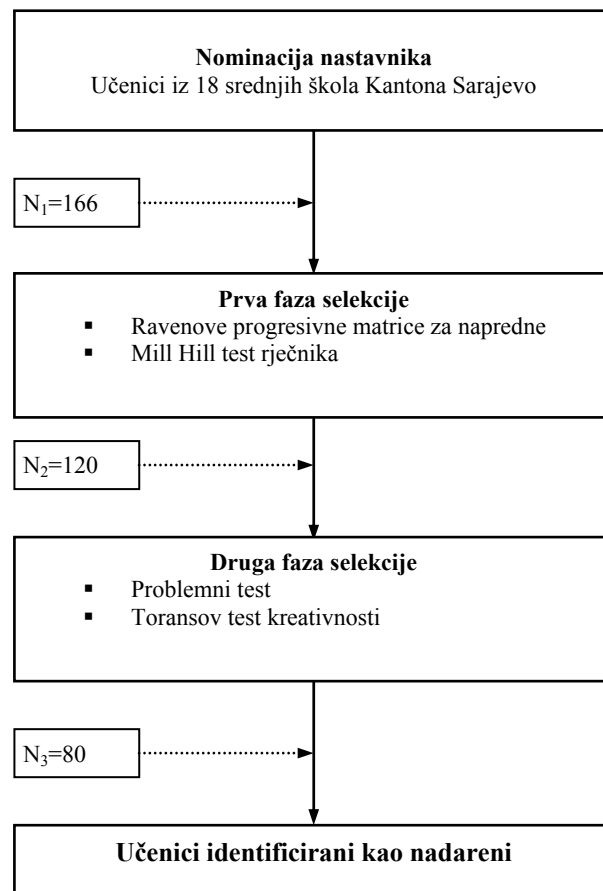 Nominacija nastavnika
Učenici iz 18 srednjih škola Kantona Sarajevo
N₁=166
Prva faza selekcije
▪ Ravenove progresivne matrice za napredne
▪ Mill Hill test rječnika
N₂=120
Druga faza selekcije
▪ Problemni test
▪ Toransov test kreativnosti
N₃=80
Učenici identificirani kao nadareni